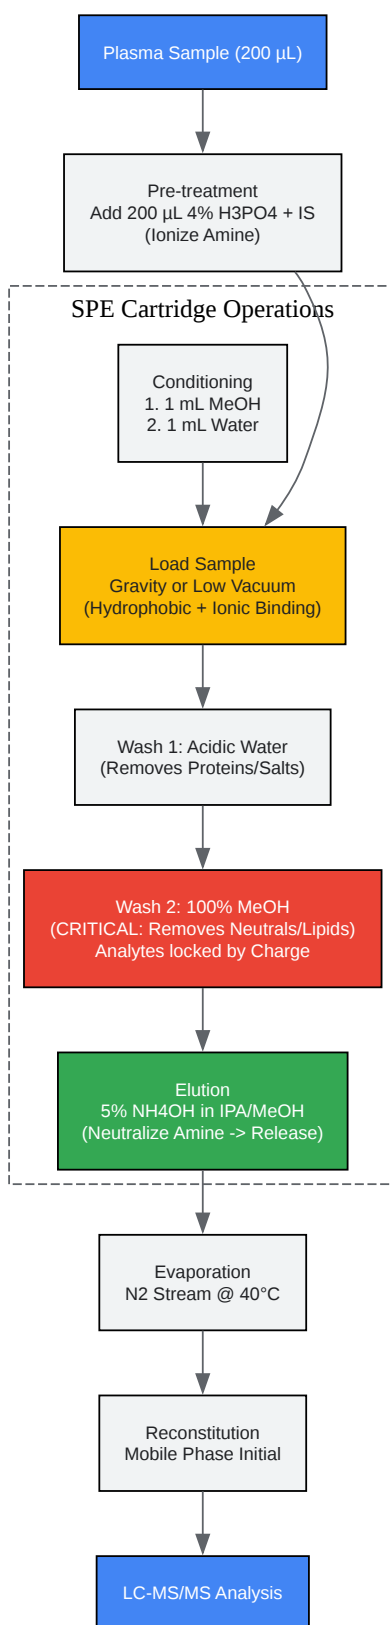 Plasma Sample (200 µL)
Pre-treatment
Add 200 µL 4% H3PO4 + IS
(Ionize Amine)
SPE Cartridge Operations
Conditioning
1. 1 mL MeOH
2. 1 mL Water
Load Sample
Gravity or Low Vacuum
(Hydrophobic + Ionic Binding)
Wash 1: Acidic Water
(Removes Proteins/Salts)
Wash 2: 100% MeOH
(CRITICAL: Removes Neutrals/Lipids)
Analytes locked by Charge
Elution
5% NH4OH in IPA/MeOH
(Neutralize Amine -> Release)
Evaporation
N2 Stream @ 40°C
Reconstitution
Mobile Phase Initial
LC-MS/MS Analysis